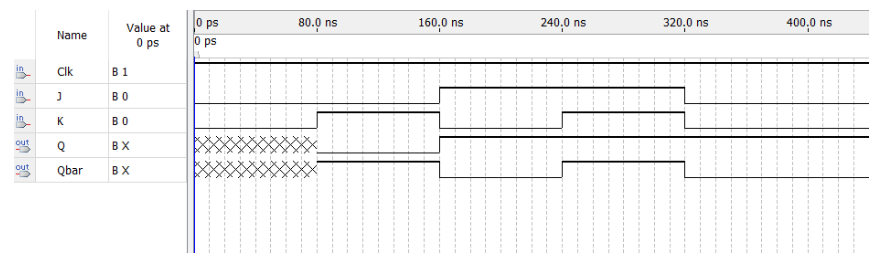 Name Value at 0 ps 0 ps 80.0 ns 160.0 ns 240.0 ns 320.0 ns 400.0 ns
0 ps
in Clk B 1
in J B 0
in K B 0
out Q B X
out Qbar B X